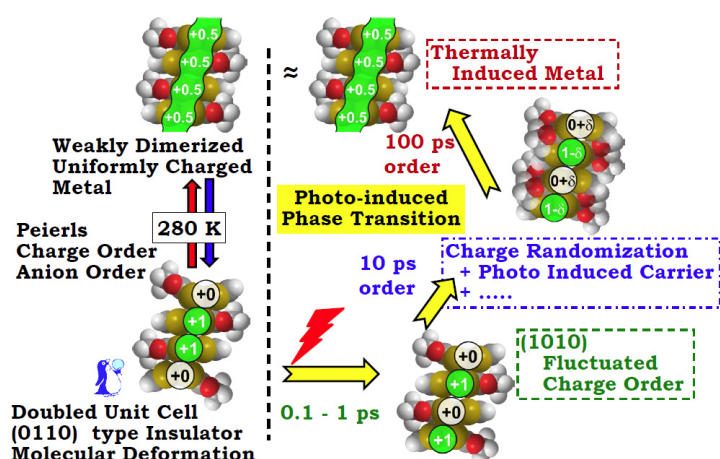 +0.5
+0.5
+0.5
+0.5
Weakly Dimerized
Uniformly Charged
Metal
Peierls
Charge Order
Anion Order
280 K
+0
+1
+1
+0
Doubled Unit Cell
(0110) type Insulator
Molecular Deformation
≈
+0.5
+0.5
+0.5
+0.5
Thermally
Induced Metal
100 ps
order
0+δ
1-δ
0+δ
1-δ
Photo-induced
Phase Transition
10 ps
order
Charge Randomization
+ Photo Induced Carrier
+ .....
0.1 - 1 ps
+0
+1
+0
+1
(1010)
Fluctuated
Charge Order